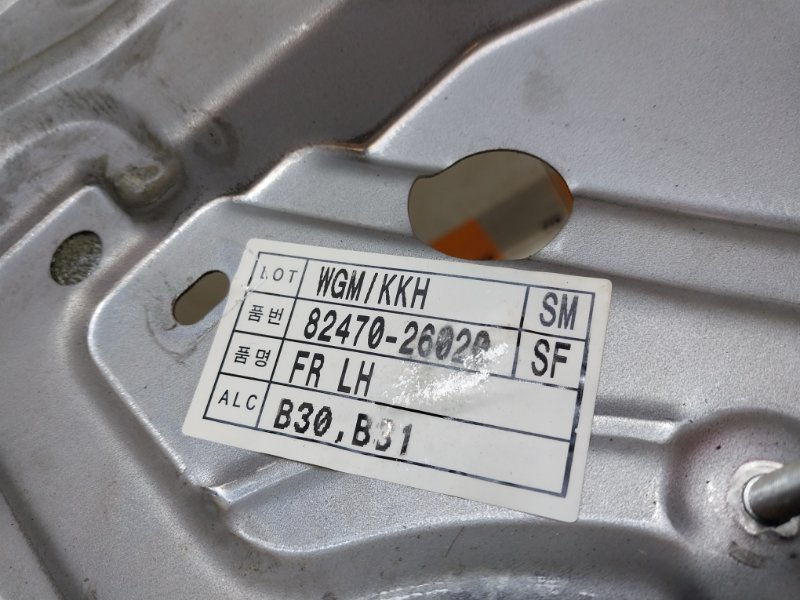 LOT WGM/KKH SM
품번 82470-26020 SF
품명 FR LH
ALC B30,B31